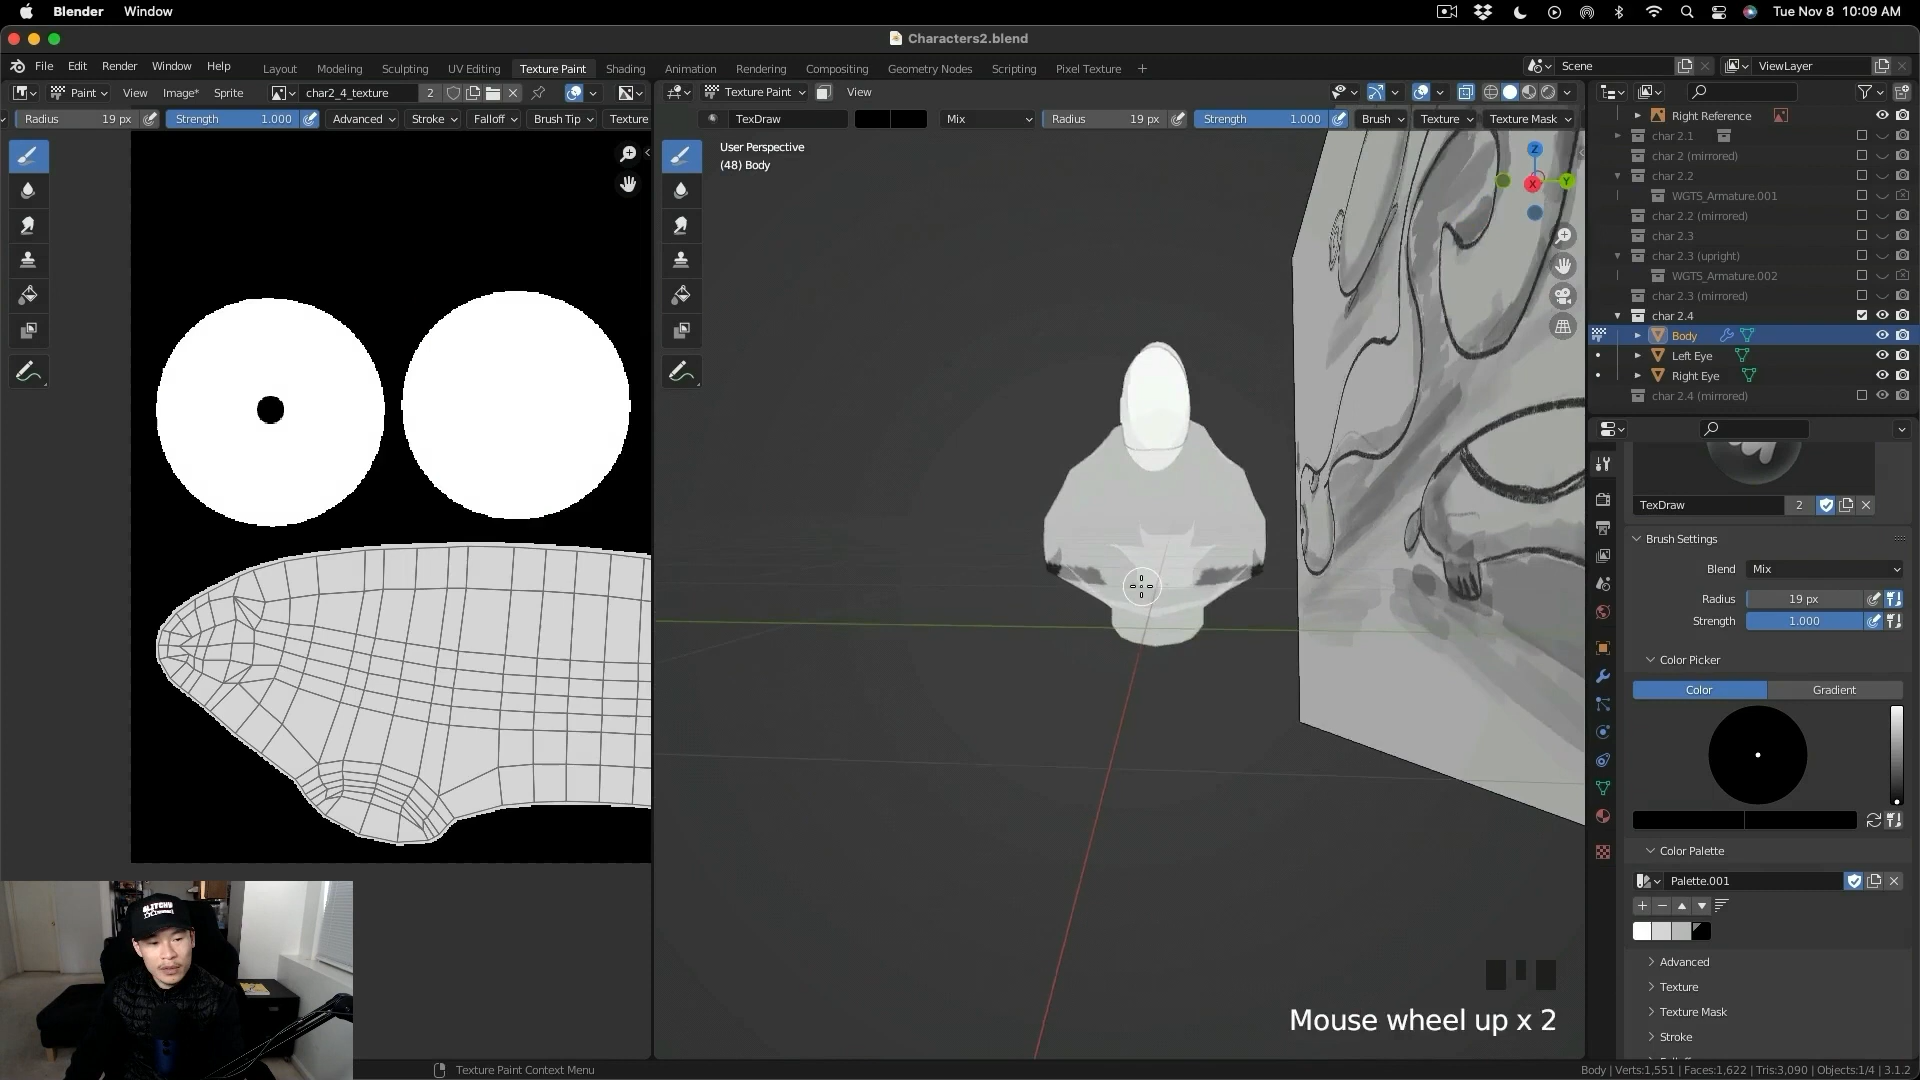 Blender Window Tue Nov 8 10:09 AM
Characters2.blend
File Edit Render Window Help Layout Modeling Sculpting UV Editing Texture Paint Shading Animation Rendering Compositing Geometry Nodes Scripting Pixel Texture + Scene ViewLayer
Paint View Image* Sprite char2_4_texture 2 Texture Paint View
Radius 19 px Strength 1.000 Advanced Stroke Falloff Brush Tip Texture TexDraw Mix Radius 19 px Strength 1.000 Brush Texture Texture Mask
User Perspective
(48) Body
Z
Y
X
Right Reference
char 2.1
char 2 (mirrored)
char 2.2
WGTS_Armature.001
char 2.2 (mirrored)
char 2.3
char 2.3 (upright)
WGTS_Armature.002
char 2.3 (mirrored)
char 2.4
Body
Left Eye
Right Eye
char 2.4 (mirrored)
TexDraw 2
Brush Settings
Blend Mix
Radius 19 px
Strength 1.000
Color Picker
Color Gradient
Color Palette
Palette.001
Advanced
Texture
Texture Mask
Stroke
Mouse wheel up x 2
GLITCHY
Texture Paint Context Menu
Body | Verts:1,551 | Faces:1,622 | Tris:3,090 | Objects:1/4 | 3.1.2